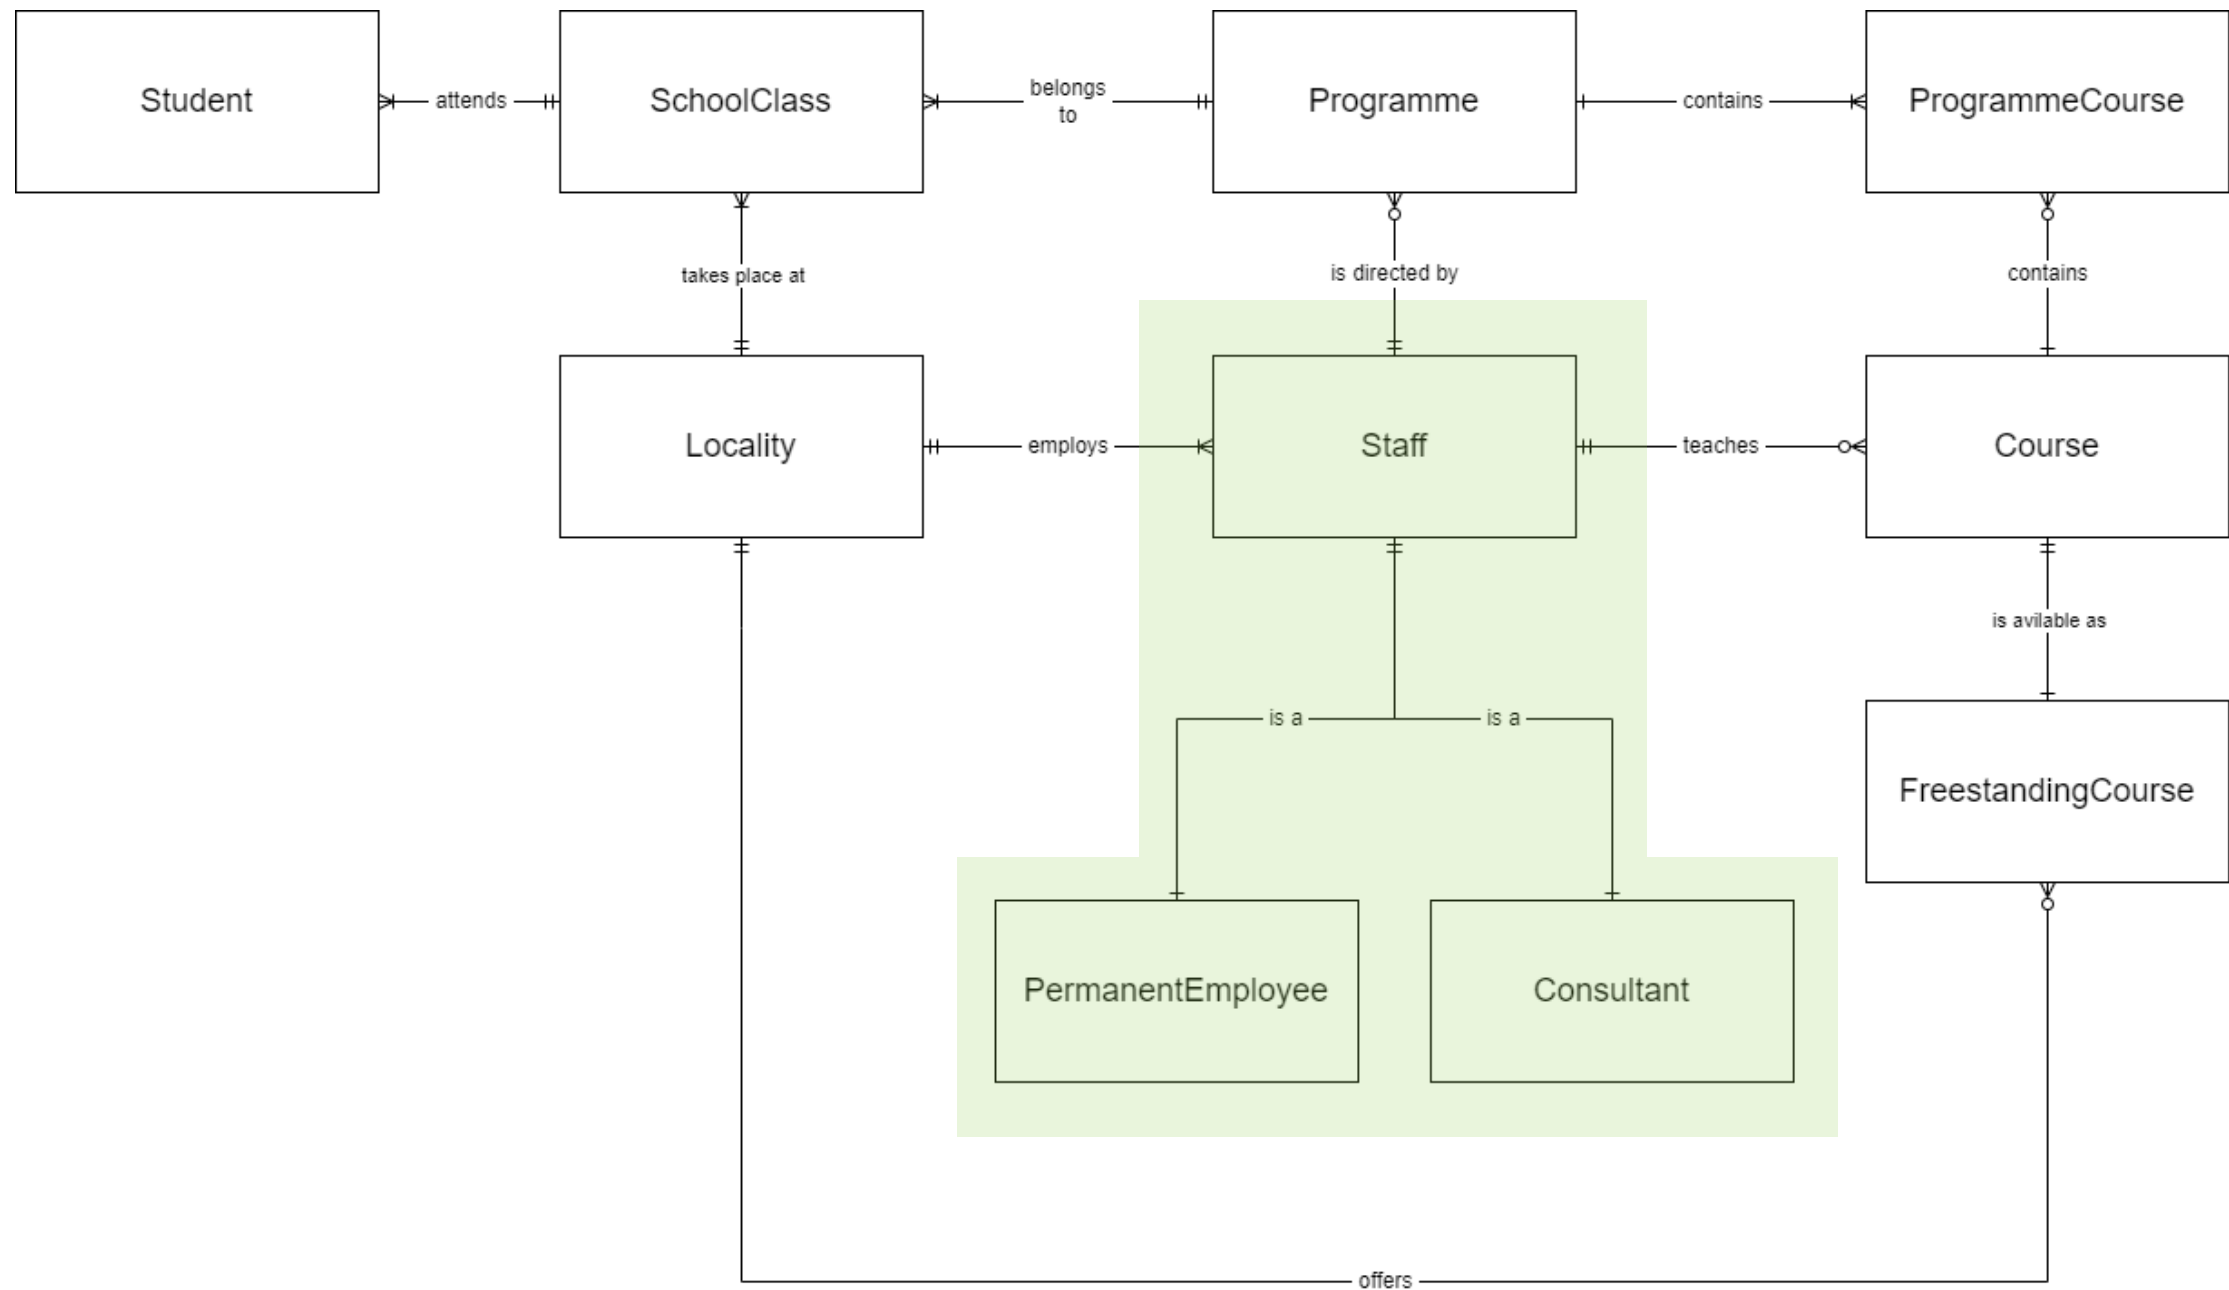 Student
attends
SchoolClass
belongs
to
Programme
contains
ProgrammeCourse
takes place at
is directed by
contains
Locality
employs
Staff
teaches
Course
is avilable as
is a
is a
FreestandingCourse
PermanentEmployee
Consultant
offers